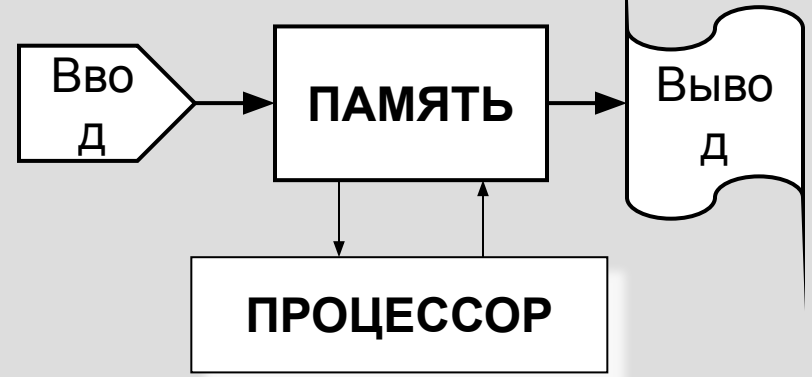 Вво
д
ПАМЯТЬ
Выво
д
ПРОЦЕССОР